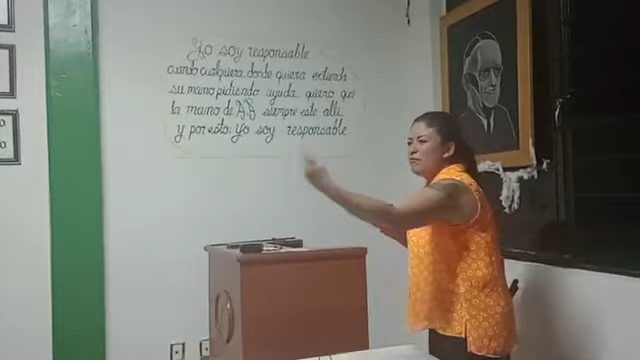 Yo soy responsable
cuando cualquiera, donde quiera extienda
su mano pidiendo ayuda, quiero que
la mano de AA siempre este alli
y por esto: Yo soy responsable